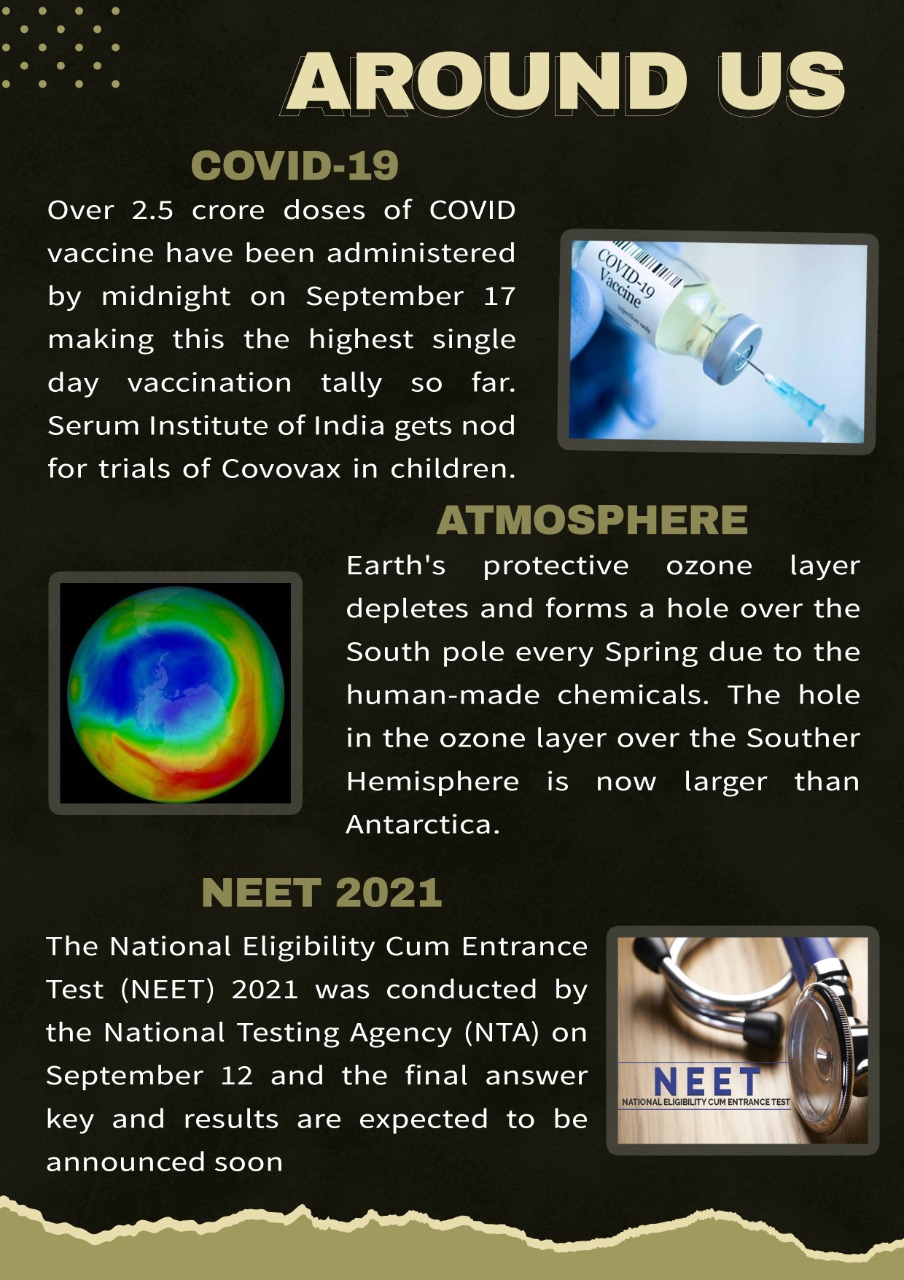 AROUND US
COVID-19
Over 2.5 crore doses of COVID
vaccine have been administered
by midnight on September 17
making this the highest single
day vaccination tally so far.
Serum Institute of India gets nod
for trials of Covovax in children.
COVID-19
Vaccine
injection only
ATMOSPHERE
Earth's protective ozone layer
depletes and forms a hole over the
South pole every Spring due to the
human-made chemicals. The hole
in the ozone layer over the Souther
Hemisphere is now larger than
Antarctica.
NEET 2021
The National Eligibility Cum Entrance
Test (NEET) 2021 was conducted by
the National Testing Agency (NTA) on
September 12 and the final answer
key and results are expected to be
announced soon
NEET
NATIONAL ELIGIBILITY CUM ENTRANCE TEST